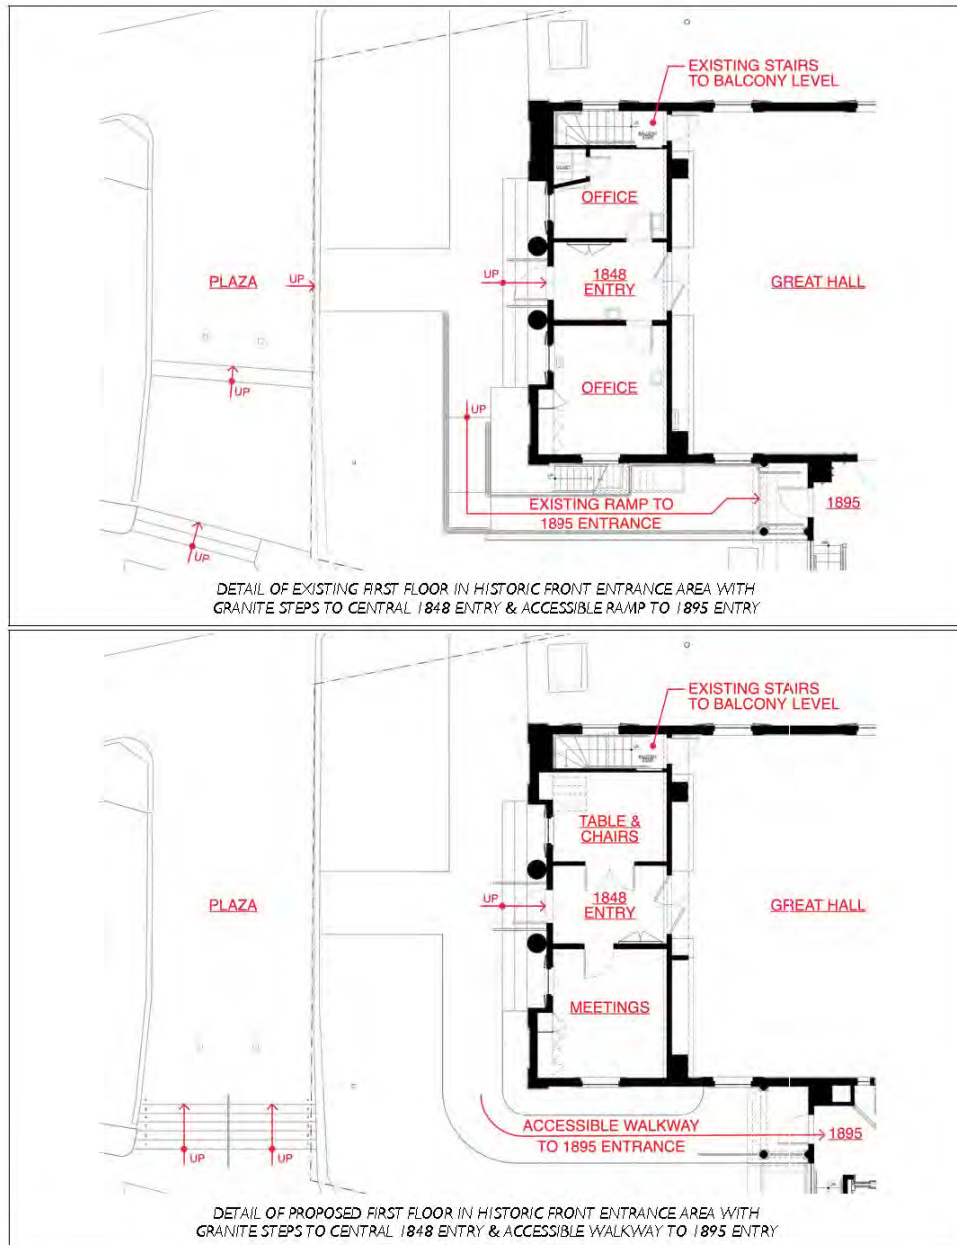 EXISTING STAIRS
TO BALCONY LEVEL
OFFICE
PLAZA
UP
UP
1848
ENTRY
GREAT HALL
UP
OFFICE
UP
EXISTING RAMP TO
1895 ENTRANCE
1895
UP
DETAIL OF EXISTING FIRST FLOOR IN HISTORIC FRONT ENTRANCE AREA WITH
GRANITE STEPS TO CENTRAL 1848 ENTRY & ACCESSIBLE RAMP TO 1895 ENTRY
EXISTING STAIRS
TO BALCONY LEVEL
TABLE &
CHAIRS
PLAZA
UP
1848
ENTRY
GREAT HALL
MEETINGS
ACCESSIBLE WALKWAY
TO 1895 ENTRANCE
1895
UP
UP
DETAIL OF PROPOSED FIRST FLOOR IN HISTORIC FRONT ENTRANCE AREA WITH
GRANITE STEPS TO CENTRAL 1848 ENTRY & ACCESSIBLE WALKWAY TO 1895 ENTRY